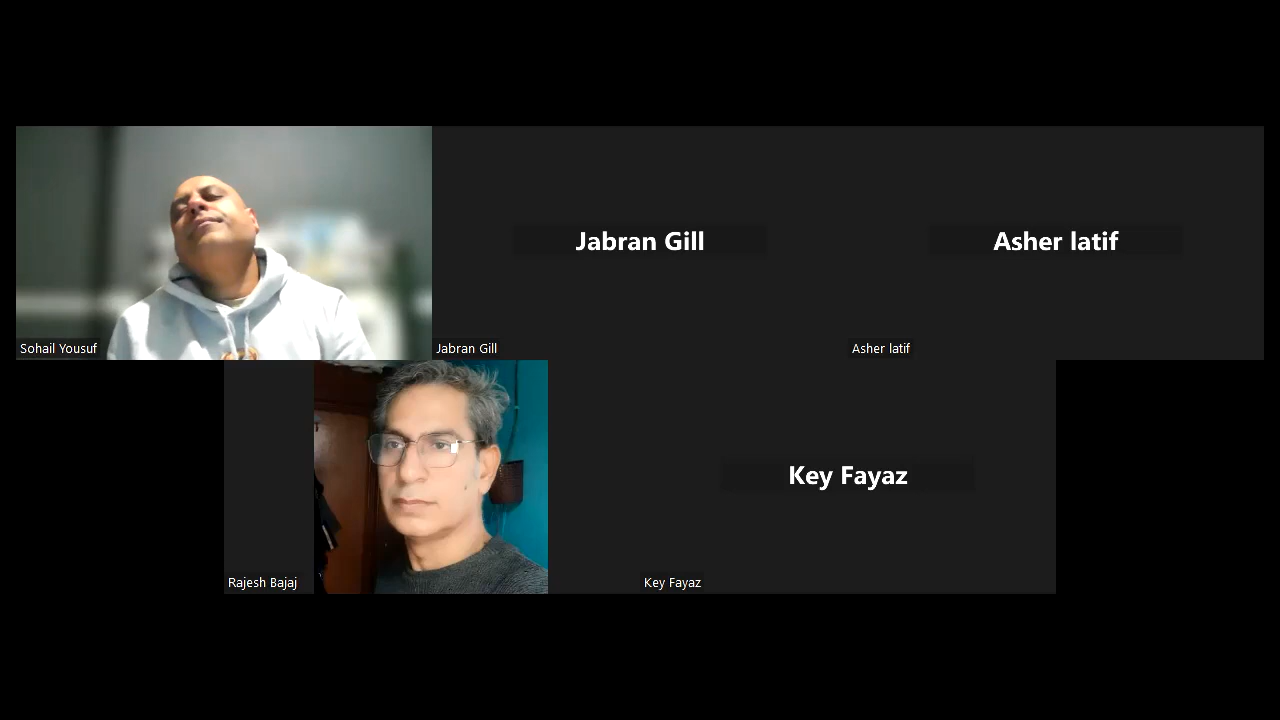 Jabran Gill
Asher latif
Sohail Yousuf
Jabran Gill
Asher latif
Key Fayaz
Rajesh Bajaj
Key Fayaz